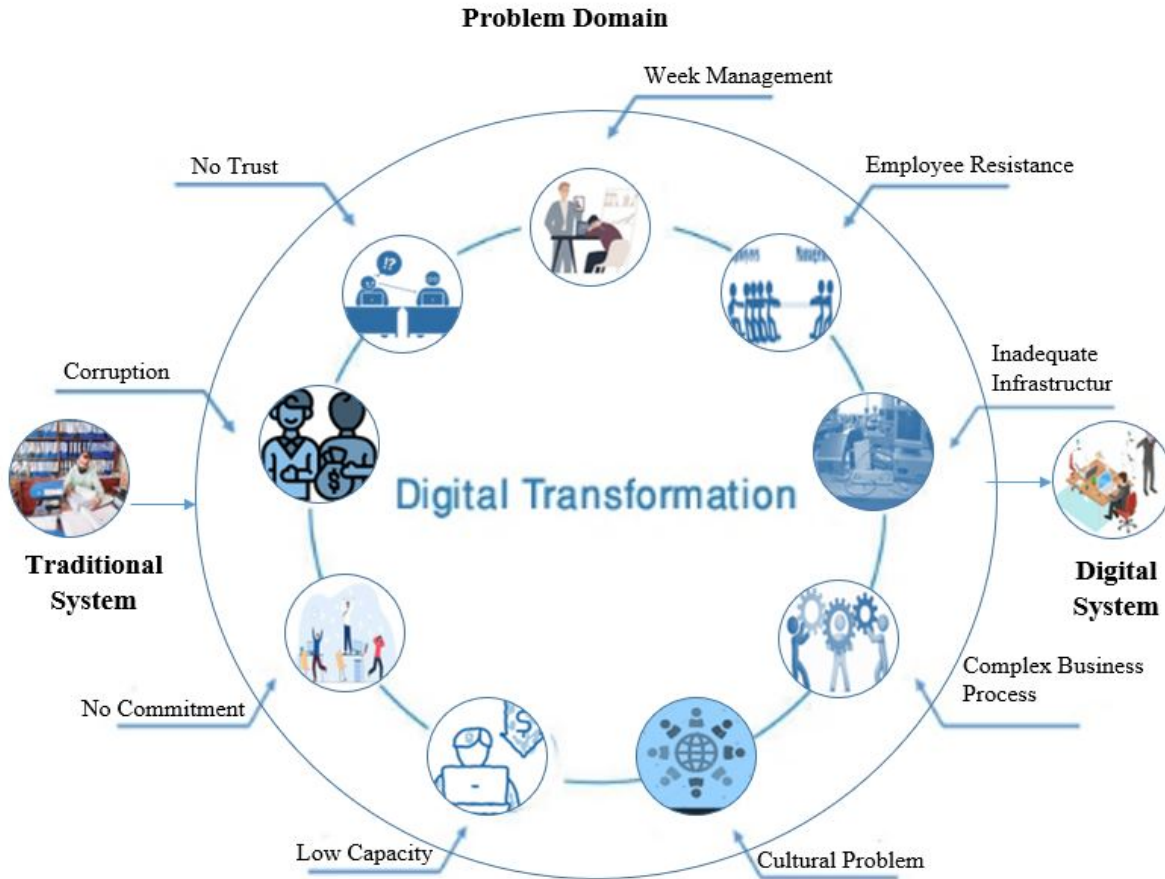 Problem Domain
Week Management
No Trust
Employee Resistance
Corruption
Inadequate
Infrastructur
!?
$
Digital Transformation
Traditional
System
Digital
System
No Commitment
Complex Business
Process
$
Low Capacity
Cultural Problem